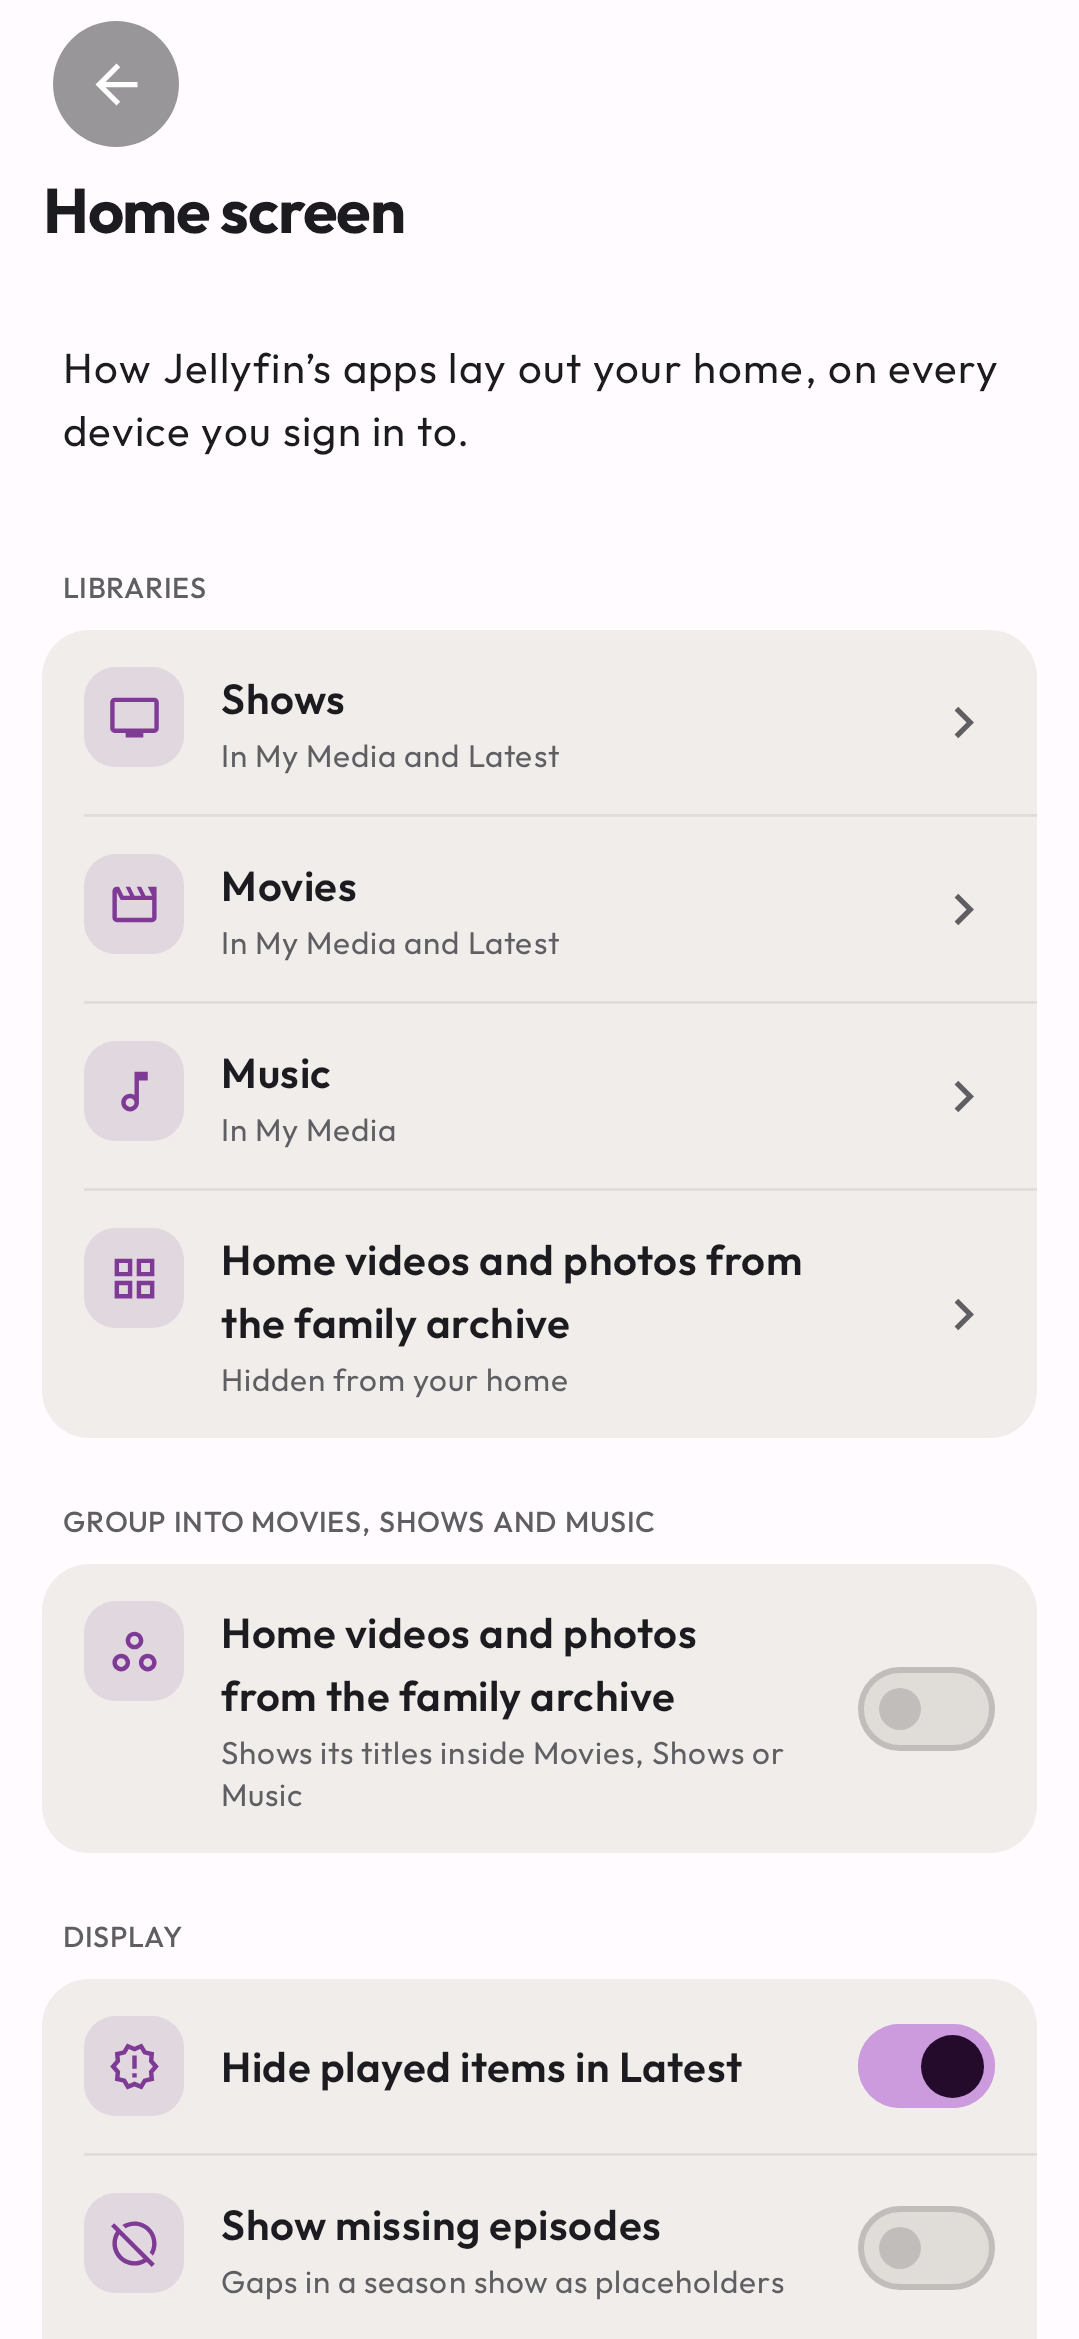 Home screen
How Jellyfin’s apps lay out your home, on every
device you sign in to.
LIBRARIES
Shows
In My Media and Latest
Movies
In My Media and Latest
Music
In My Media
Home videos and photos from
the family archive
Hidden from your home
GROUP INTO MOVIES, SHOWS AND MUSIC
Home videos and photos
from the family archive
Shows its titles inside Movies, Shows or
Music
DISPLAY
Hide played items in Latest
Show missing episodes
Gaps in a season show as placeholders